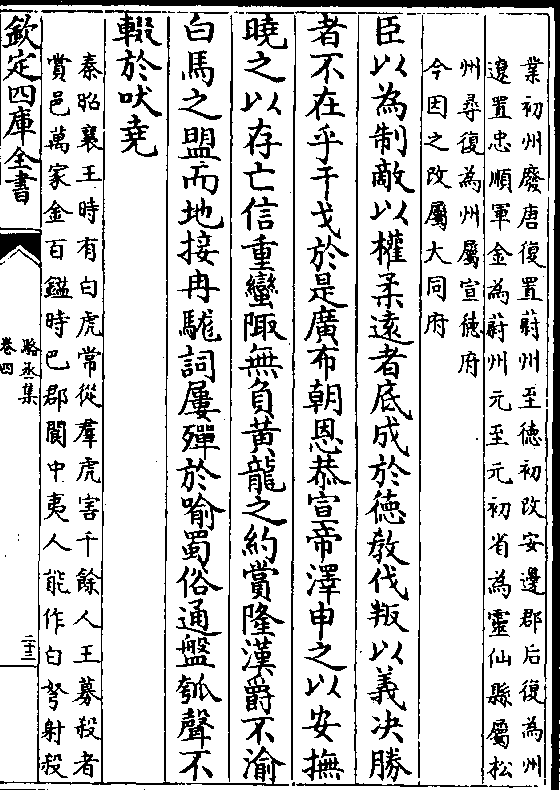 業初州廢唐復置蔚州至徳初改安邊郡后復為州
遼置忠順軍金為蔚州元至元初省為靈仙縣屬松
州尋復為州屬宣徳府
今因之改屬大同府
臣以為制敵以權柔遠者底成於徳教伐叛以義决勝
者不在乎干戈於是廣布朝恩恭宣帝澤申之以安撫
曉之以存亡信重蠻陬無負黄龍之約賞隆漢爵不渝
白馬之盟而地接冉駹詞屢殫於喻蜀俗通盤瓠聲不
輟於吠堯
秦昭襄王時有白虎常從羣虎害千餘人王募殺者
賞邑萬家金百鎰時巴郡閬中夷人能作白弩射殺
欽定四庫全書
駱丞集
卷四
二十三